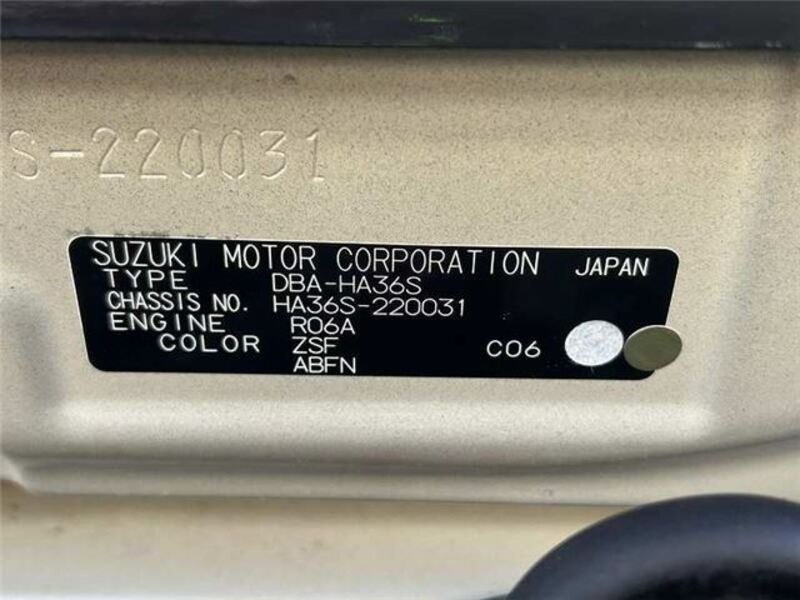 S-220031
SUZUKI MOTOR CORPORATION JAPAN
TYPE DBA-HA36S
CHASSIS NO. HA36S-220031
ENGINE R06A
COLOR ZSF C06
ABFN